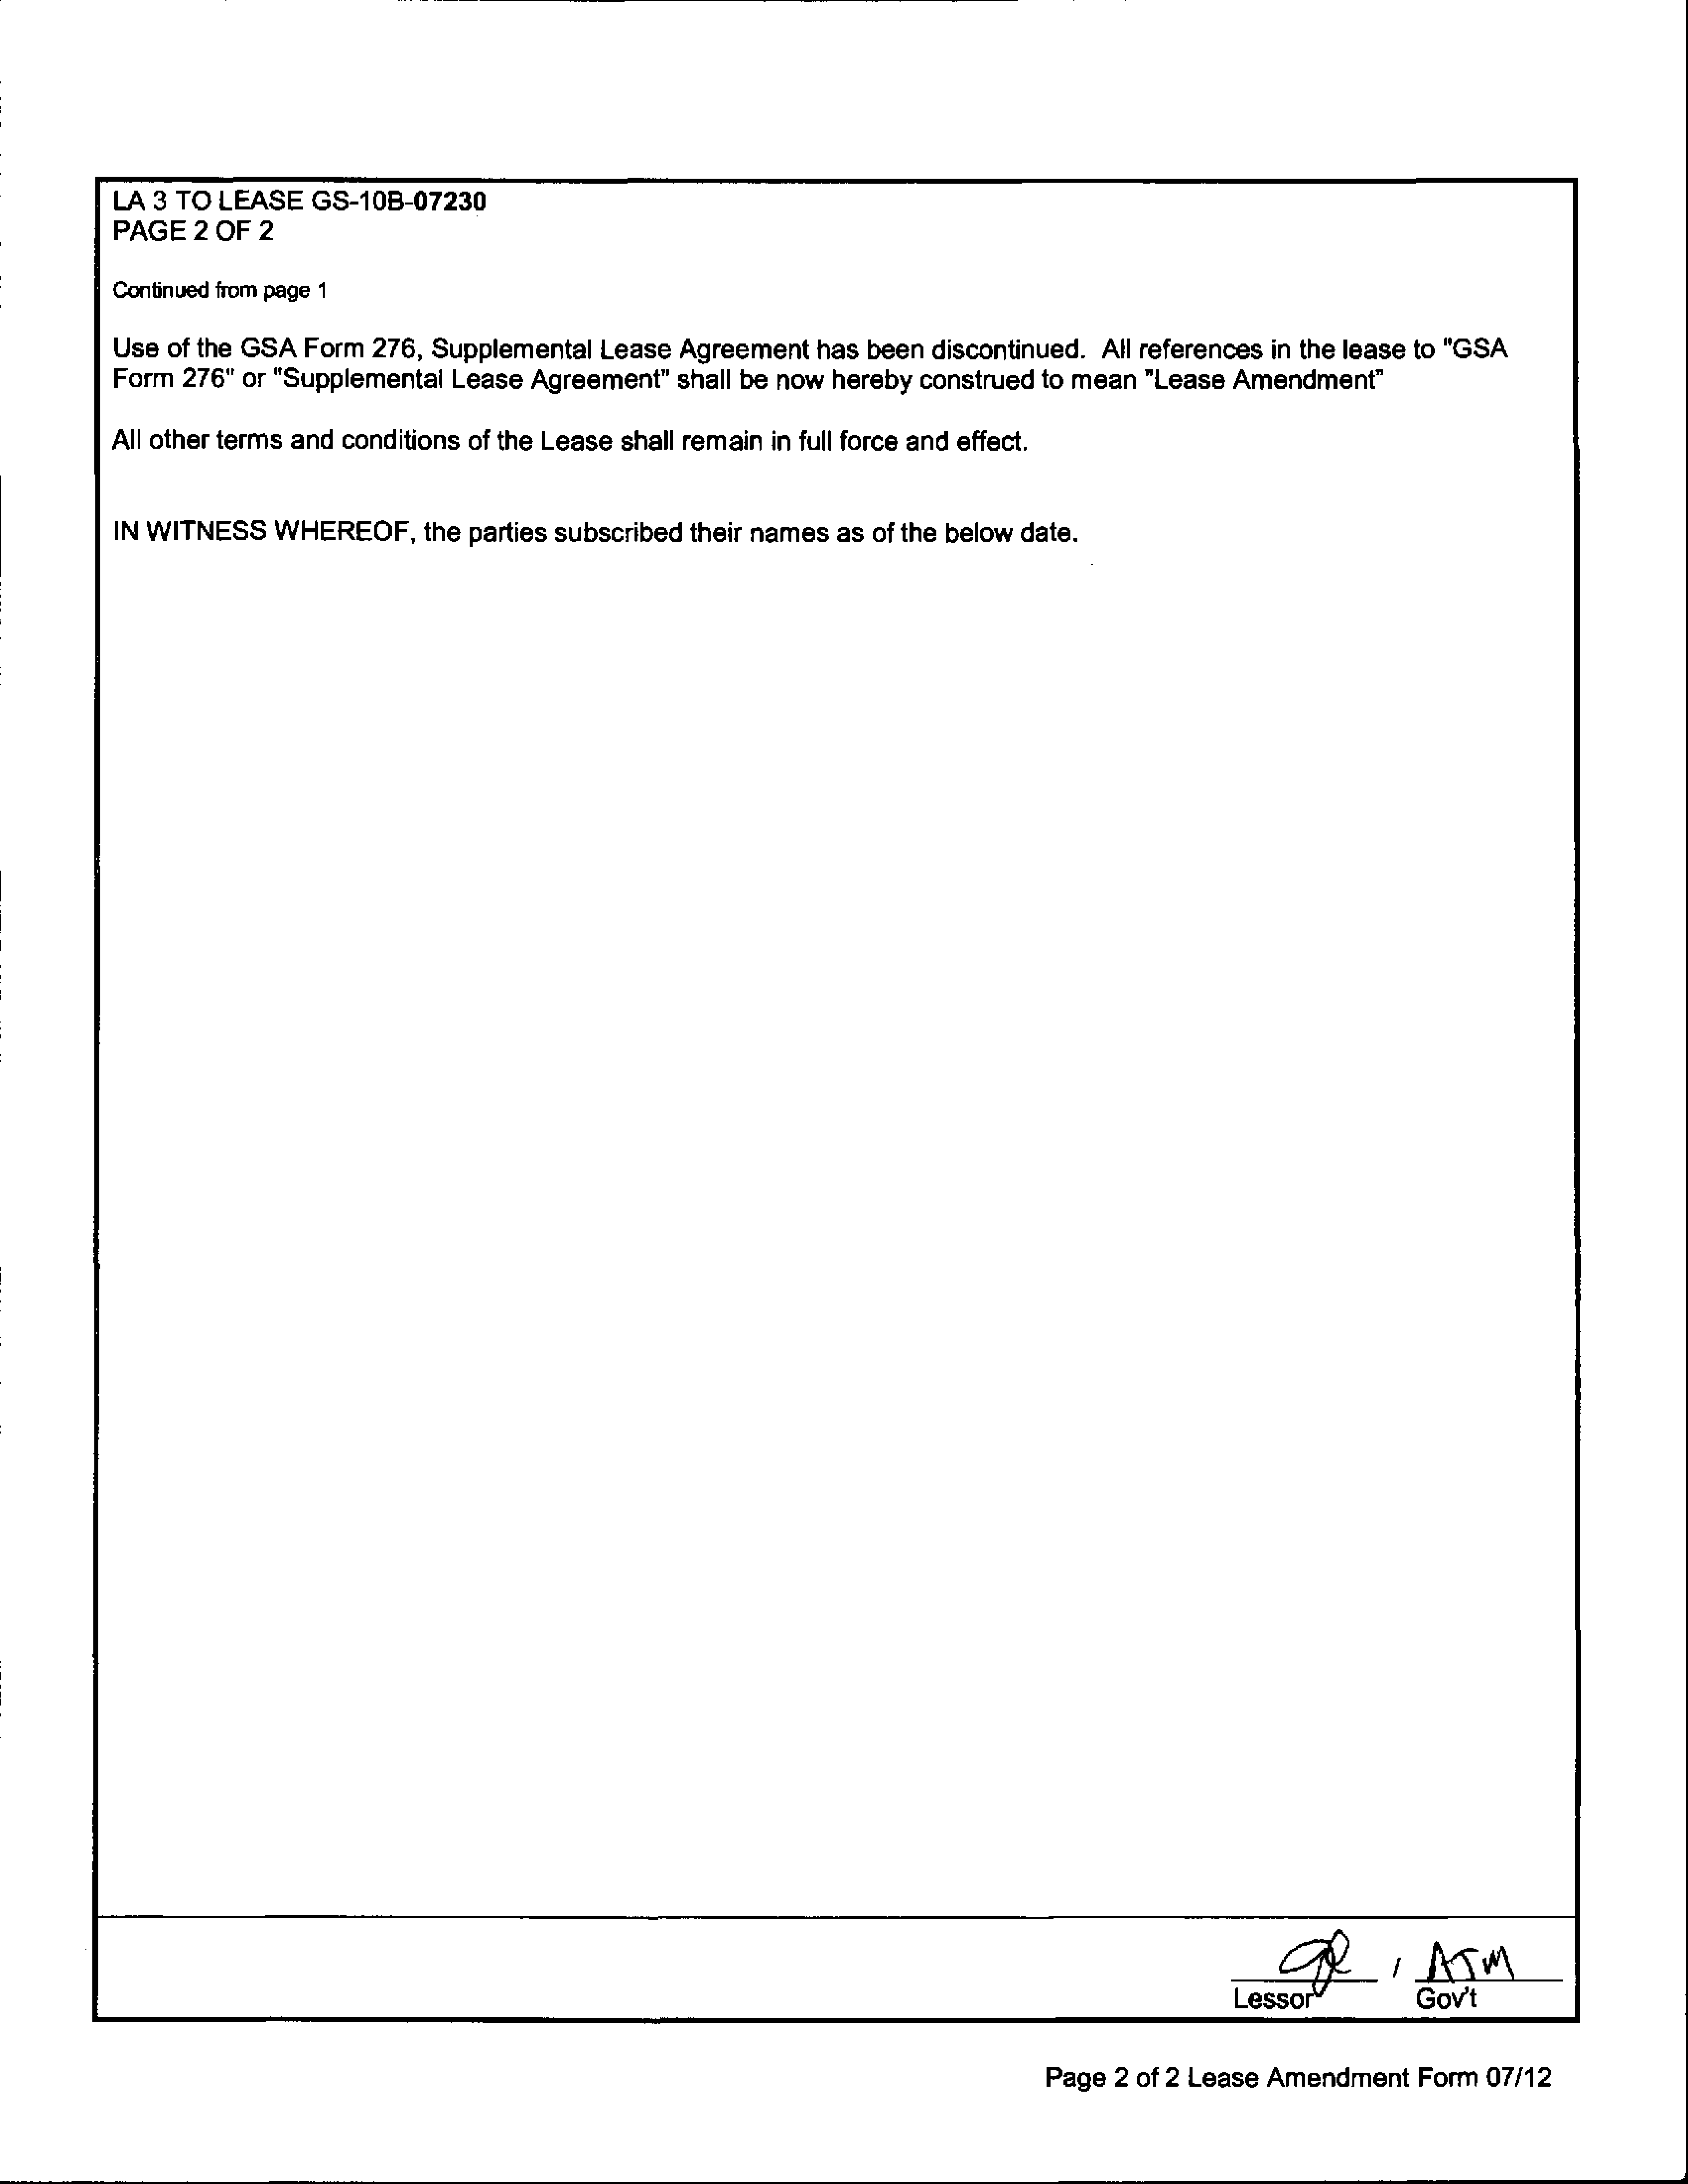 LA 3 TO LEASE GS-10B-07230
PAGE 2 OF 2
Continued from page 1
Use of the GSA Form 276, Supplemental Lease Agreement has been discontinued. All references in the lease to "GSA
Form 276" or "Supplemental Lease Agreement" shall be now hereby construed to mean "Lease Amendment"
All other terms and conditions of the Lease shall remain in full force and effect.
IN WITNESS WHEREOF, the parties subscribed their names as of the below date.
/ ATM
Lessor Gov't
Page 2 of 2 Lease Amendment Form 07/12